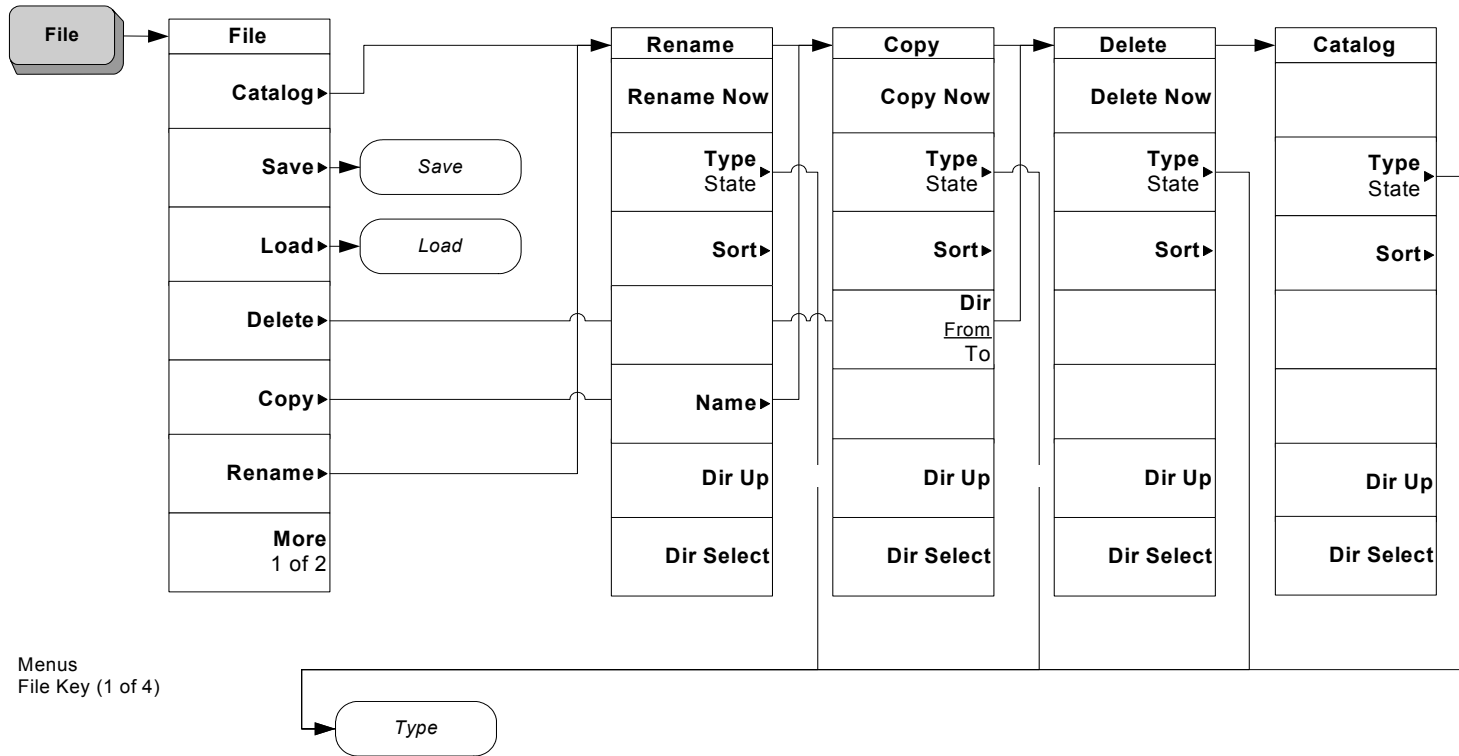 File
File
Catalog
Save
Load
Delete
Copy
Rename
More
1 of 2
Save
Load
Rename
Rename Now
Type
State
Sort
Name
Dir Up
Dir Select
Copy
Copy Now
Type
State
Sort
Dir
From
To
Dir Up
Dir Select
Delete
Delete Now
Type
State
Sort
Dir Up
Dir Select
Catalog
Type
State
Sort
Dir Up
Dir Select
Menus
File Key (1 of 4)
Type